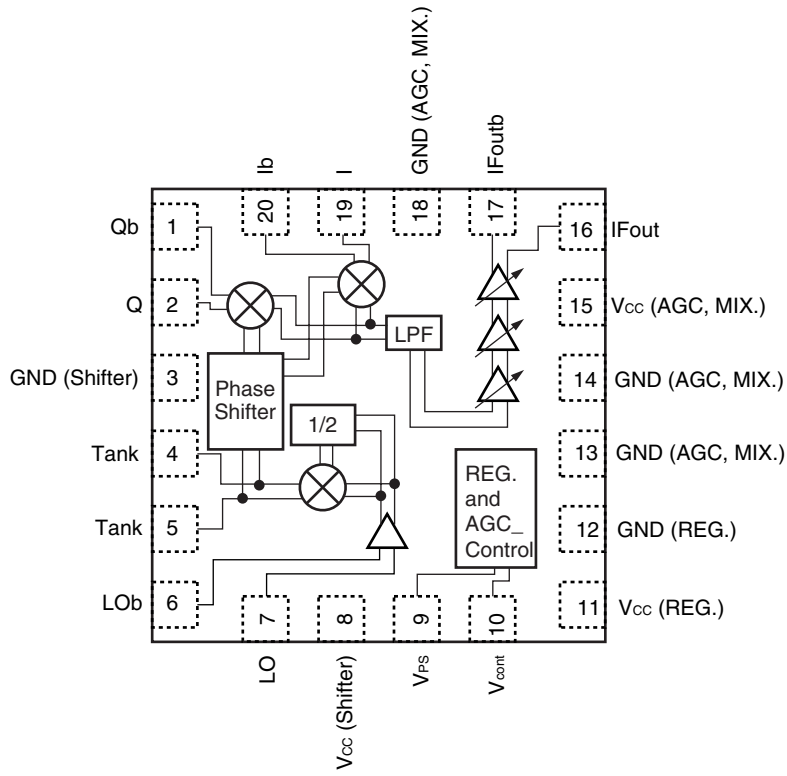 GND (AGC, MIX.)
IFoutb
Ib
I
20
19
18
17
Qb
1
Q
2
GND (Shifter)
3
Tank
4
Tank
5
LOb
6
16
IFout
15
VCC (AGC, MIX.)
14
GND (AGC, MIX.)
13
GND (AGC, MIX.)
12
GND (REG.)
11
VCC (REG.)
LPF
Phase
Shifter
1/2
REG.
and
AGC_
Control
7
8
9
10
LO
VCC (Shifter)
VPS
Vcont